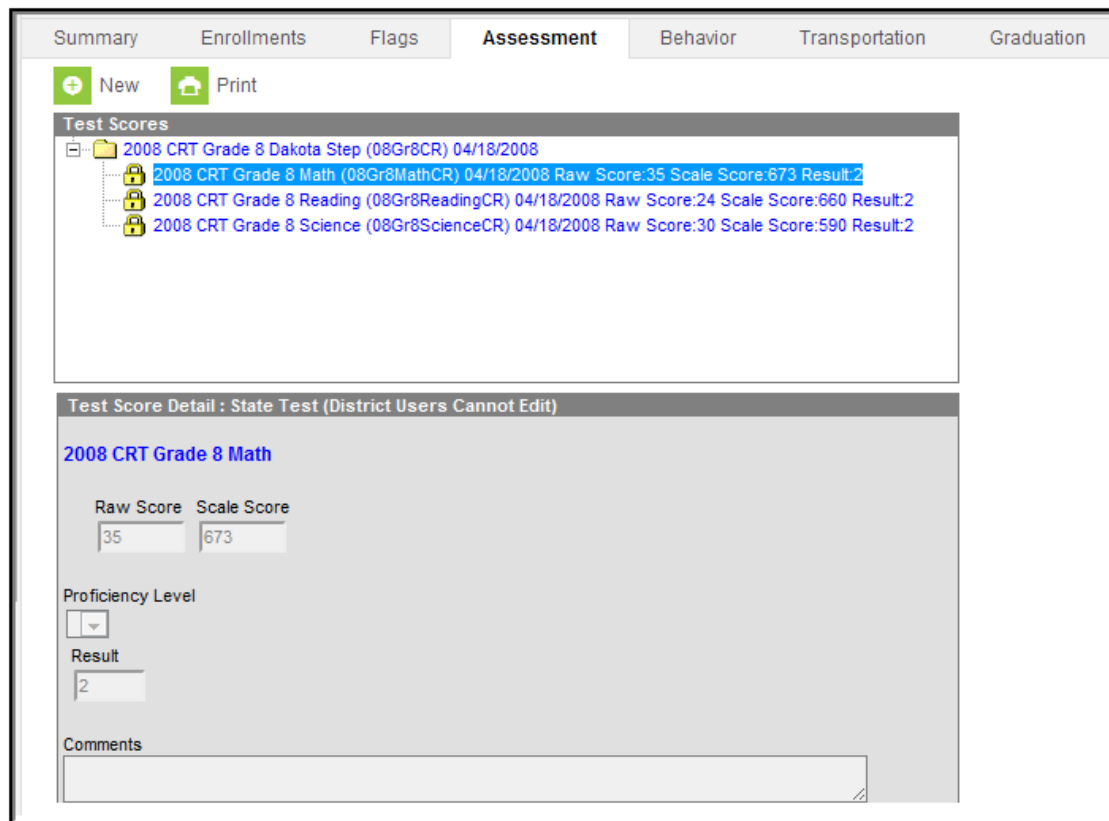 Summary Enrollments Flags Assessment Behavior Transportation Graduation
New Print
Test Scores
2008 CRT Grade 8 Dakota Step (08Gr8CR) 04/18/2008
2008 CRT Grade 8 Math (08Gr8MathCR) 04/18/2008 Raw Score:35 Scale Score:673 Result:2
2008 CRT Grade 8 Reading (08Gr8ReadingCR) 04/18/2008 Raw Score:24 Scale Score:660 Result:2
2008 CRT Grade 8 Science (08Gr8ScienceCR) 04/18/2008 Raw Score:30 Scale Score:590 Result:2
Test Score Detail : State Test (District Users Cannot Edit)
2008 CRT Grade 8 Math
Raw Score Scale Score
35 673
Proficiency Level
Result
2
Comments